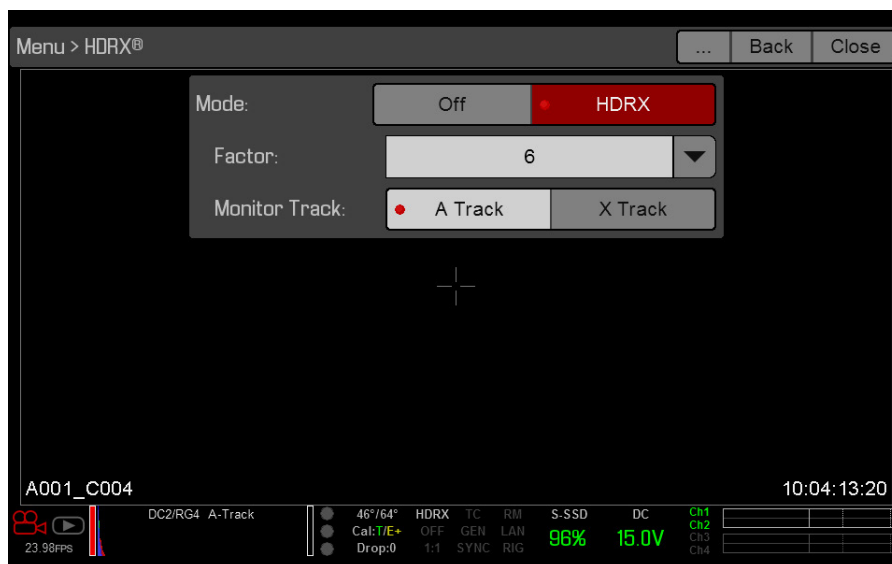 Menu > HDRX® ... Back Close
Mode: Off HDRX
Factor: 6
Monitor Track: A Track X Track
A001_C004 10:04:13:20
DC2/RG4 A-Track 46°/64° HDRX TC RM S-SSD DC Ch1
Cal:T/E+ OFF GEN LAN 96% 15.0V Ch2
23.98FPS Drop:0 1:1 SYNC RIG Ch3
Ch4